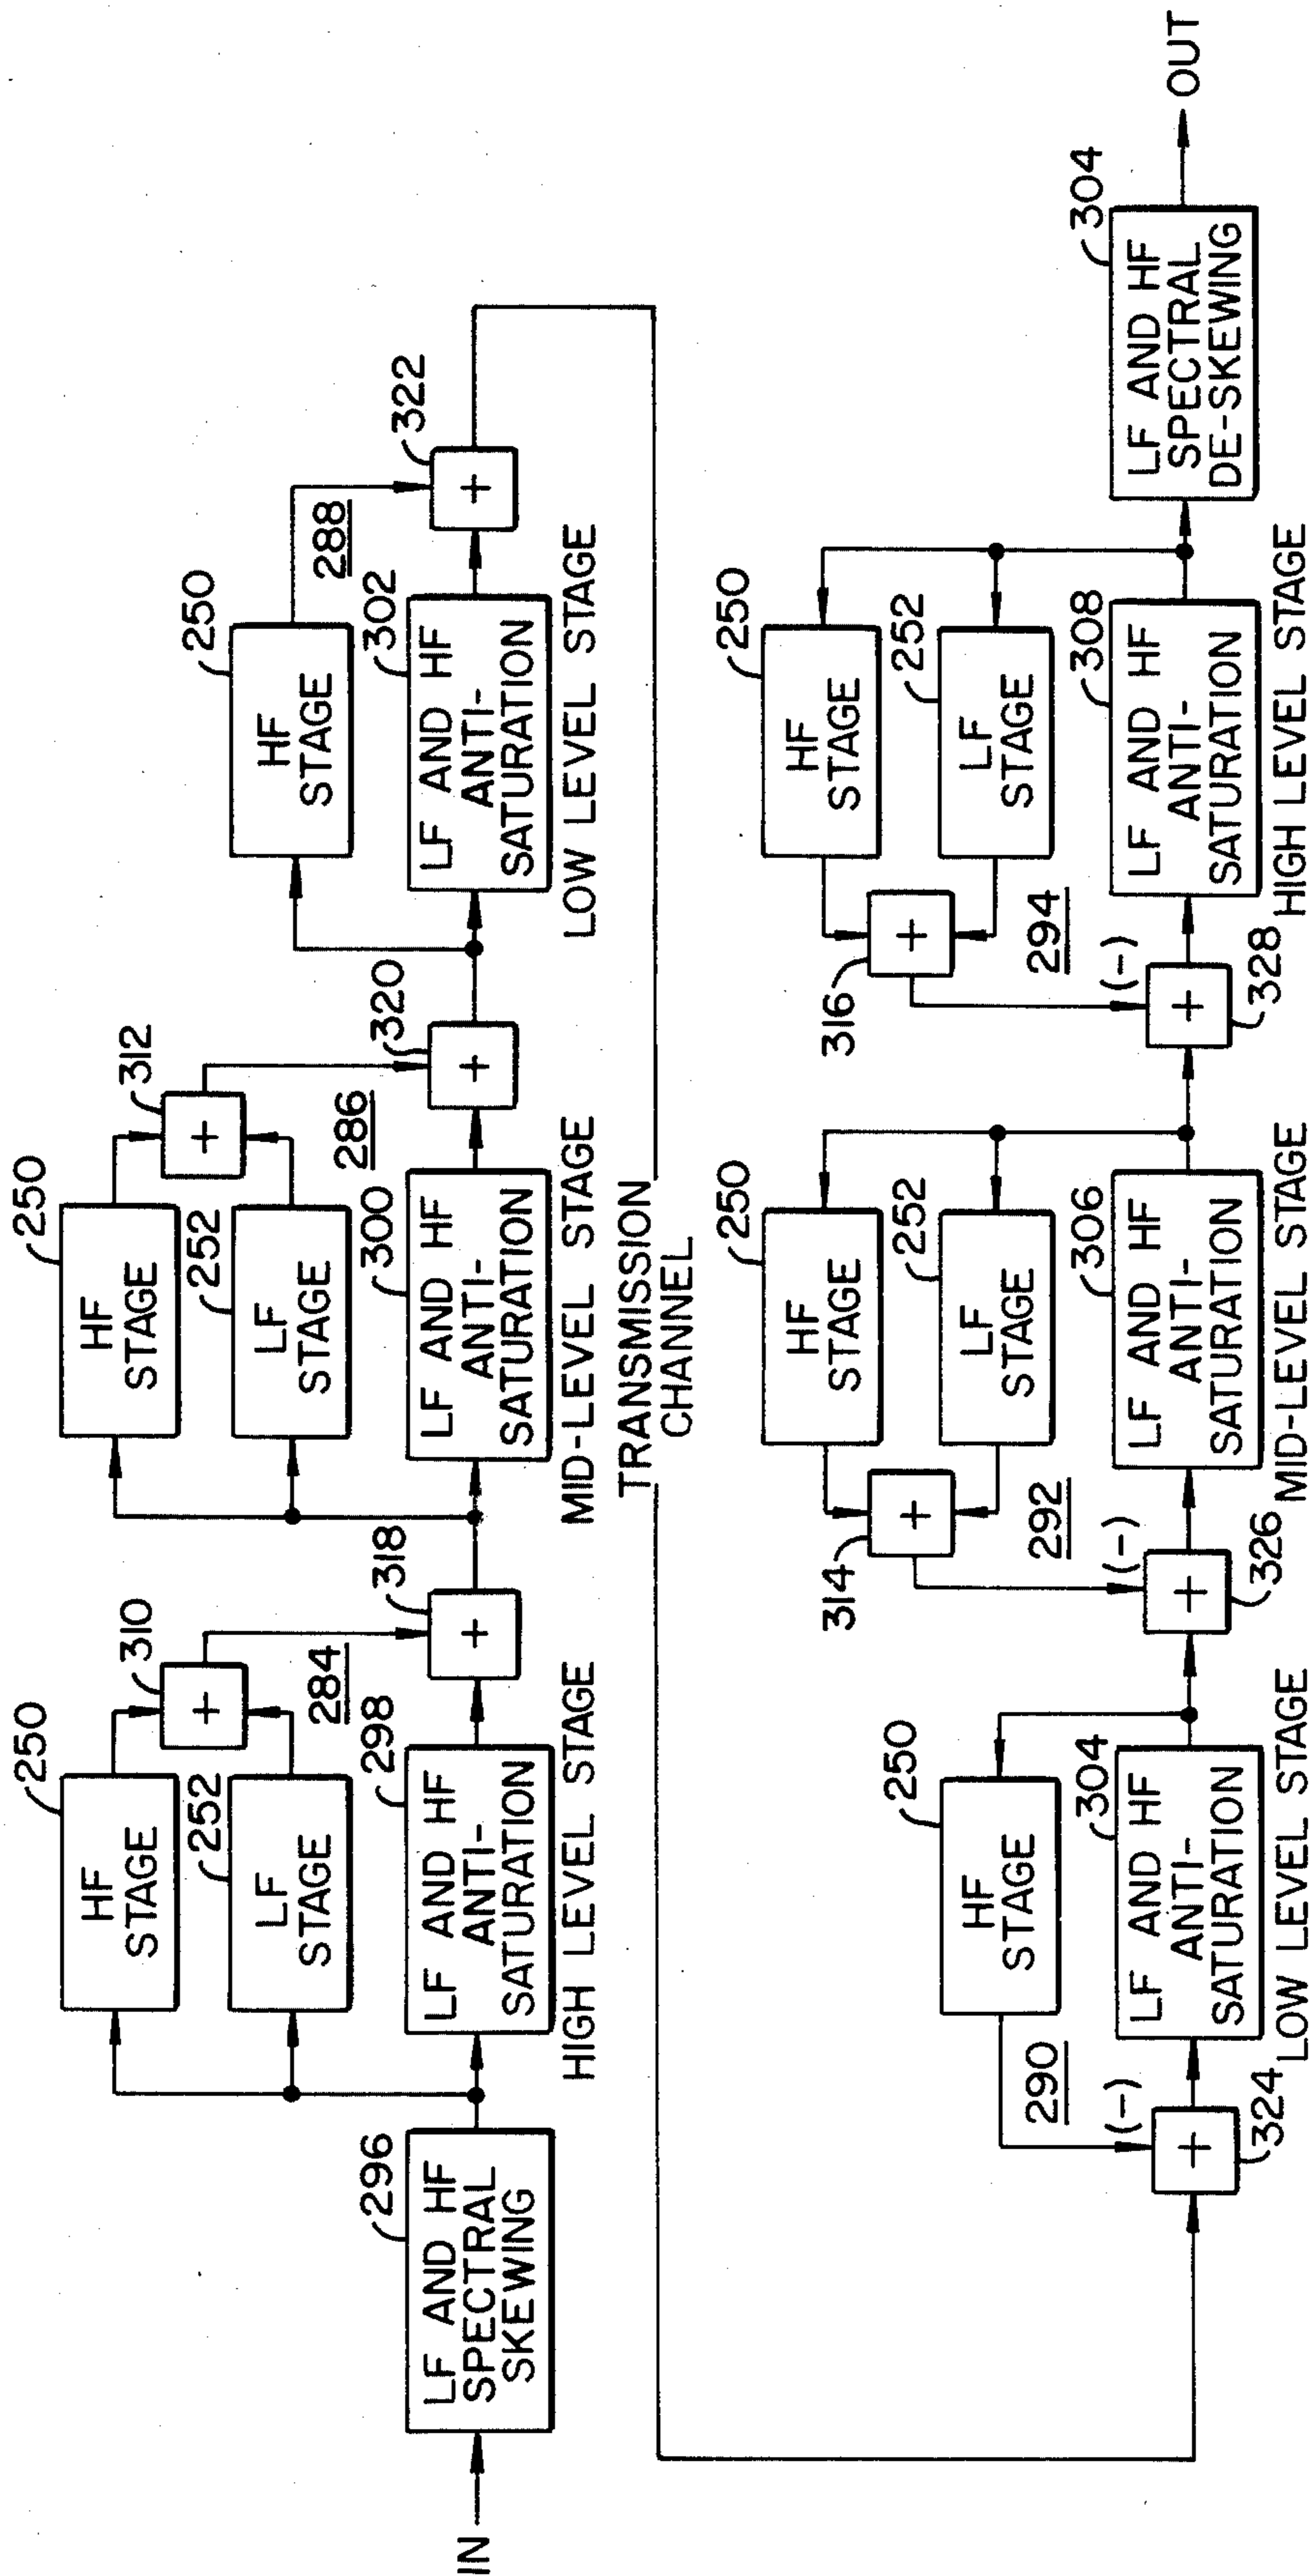 IN
296
LF AND HF
SPECTRAL
SKEWING
250
HF
STAGE
252
LF
STAGE
310
+
284
298
LF AND HF
ANTI-
SATURATION
318
+
HIGH LEVEL STAGE
250
HF
STAGE
252
LF
STAGE
312
+
286
300
LF AND HF
ANTI-
SATURATION
320
+
MID-LEVEL STAGE
250
HF
STAGE
288
302
LF AND HF
ANTI-
SATURATION
322
+
LOW LEVEL STAGE
TRANSMISSION
CHANNEL
250
HF
STAGE
290
(-)
+
324
304
LF AND HF
ANTI-
SATURATION
LOW LEVEL STAGE
250
HF
STAGE
252
LF
STAGE
314
+
292
(-)
+
326
306
LF AND HF
ANTI-
SATURATION
MID-LEVEL STAGE
250
HF
STAGE
252
LF
STAGE
316
+
294
(-)
+
328
308
LF AND HF
ANTI-
SATURATION
HIGH LEVEL STAGE
304
LF AND HF
SPECTRAL
DE-SKEWING
OUT